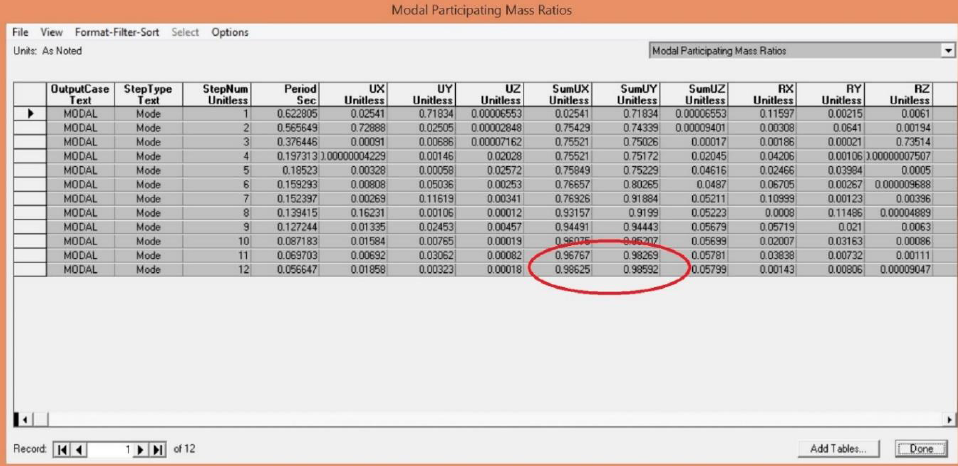 Modal Participating Mass Ratios
File View Format-Filter-Sort Select Options
Units: As Noted
Modal Participating Mass Ratios
OutputCase StepType StepNum Period UX UY UZ SumUX SumUY SumUZ RX RY RZ
Text Text Unitless Sec Unitless Unitless Unitless Unitless Unitless Unitless Unitless Unitless Unitless
MODAL Mode 1 0.622805 0.02541 0.71834 0.00006553 0.02541 0.71834 0.00006553 0.11597 0.00215 0.0061
MODAL Mode 2 0.565649 0.72888 0.02505 0.00002848 0.75429 0.74339 0.00009401 0.00308 0.0641 0.00194
MODAL Mode 3 0.376446 0.00091 0.00686 0.00007162 0.75521 0.75026 0.00017 0.00186 0.00021 0.73514
MODAL Mode 4 0.197313 0.00000004229 0.00146 0.02028 0.75521 0.75172 0.02045 0.04206 0.00106 0.00000007507
MODAL Mode 5 0.18523 0.00328 0.00058 0.02572 0.75849 0.75229 0.04616 0.02466 0.03984 0.0005
MODAL Mode 6 0.159293 0.00808 0.05036 0.00253 0.76657 0.80265 0.0487 0.06705 0.00267 0.000009688
MODAL Mode 7 0.152397 0.00269 0.11619 0.00341 0.76926 0.91884 0.05211 0.10999 0.00123 0.00396
MODAL Mode 8 0.139415 0.16231 0.00106 0.00012 0.93157 0.9199 0.05223 0.0008 0.11486 0.00004889
MODAL Mode 9 0.127244 0.01335 0.02453 0.00457 0.94491 0.94443 0.05679 0.05719 0.021 0.0063
MODAL Mode 10 0.087183 0.01584 0.00765 0.00019 0.96075 0.95207 0.05699 0.02007 0.03163 0.00086
MODAL Mode 11 0.069703 0.00692 0.03062 0.00082 0.96767 0.98269 0.05781 0.03838 0.00732 0.00111
MODAL Mode 12 0.056647 0.01858 0.00323 0.00018 0.98625 0.98592 0.05799 0.00143 0.00806 0.00009047
Record: 1 of 12
Add Tables... Done